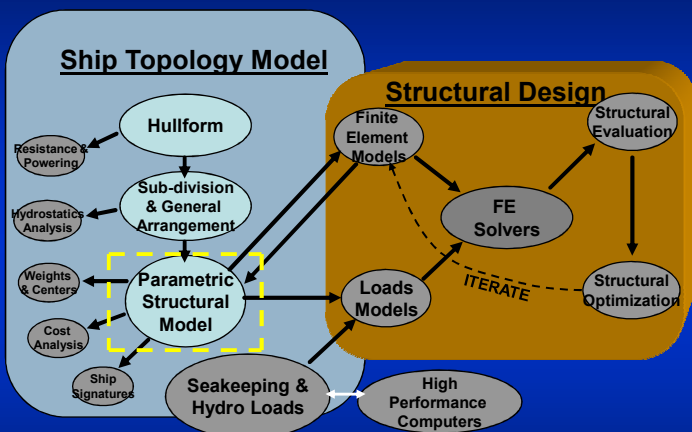 Ship Topology Model
Hullform
Resistance &
Powering
Sub-division
& General
Arrangement
Hydrostatics
Analysis
Parametric
Structural
Model
Weights
& Centers
Cost
Analysis
Ship
Signatures
Seakeeping &
Hydro Loads
High
Performance
Computers
Structural Design
Finite
Element
Models
Structural
Evaluation
FE
Solvers
Loads
Models
ITERATE
Structural
Optimization